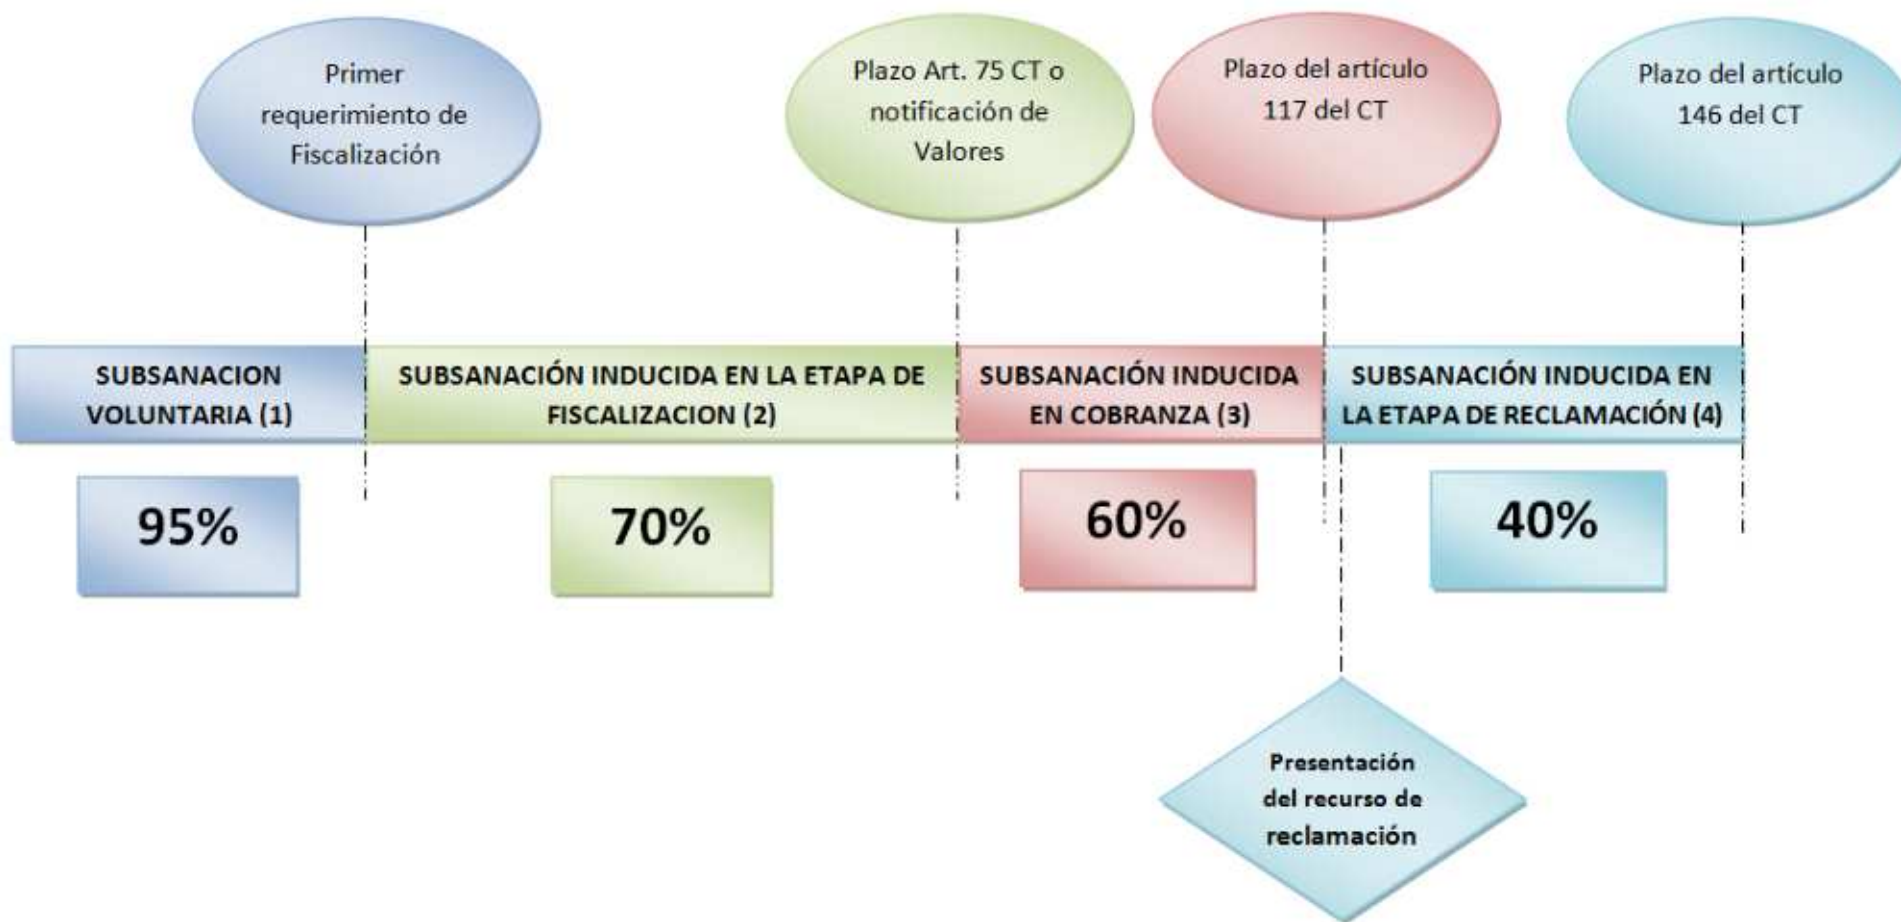 Primer
requerimiento de
Fiscalización
Plazo Art. 75 CT o
notificación de
Valores
Plazo del artículo
117 del CT
Plazo del artículo
146 del CT
SUBSANACION
VOLUNTARIA (1)
SUBSANACIÓN INDUCIDA EN LA ETAPA DE
FISCALIZACION (2)
SUBSANACIÓN INDUCIDA
EN COBRANZA (3)
SUBSANACIÓN INDUCIDA EN
LA ETAPA DE RECLAMACIÓN (4)
95%
70%
60%
40%
Presentación
del recurso de
reclamación